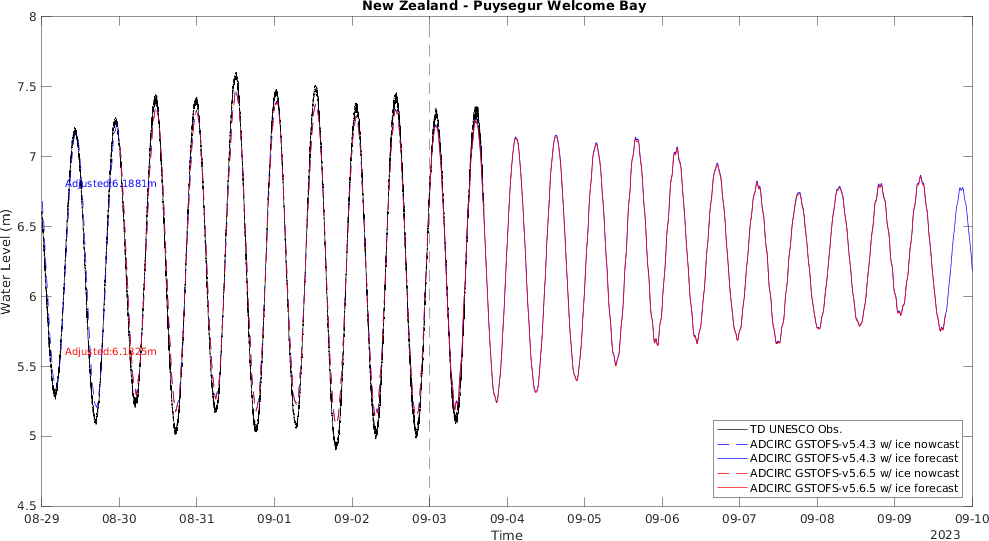 New Zealand - Puysegur Welcome Bay
8
7.5
7
6.5
6
5.5
5
4.5
Water Level (m)
Adjusted:6.1881m
Adjusted:6.1325m
TD UNESCO Obs.
ADCIRC GSTOFS-v5.4.3 w/ ice nowcast
ADCIRC GSTOFS-v5.4.3 w/ ice forecast
ADCIRC GSTOFS-v5.6.5 w/ ice nowcast
ADCIRC GSTOFS-v5.6.5 w/ ice forecast
08-29 08-30 08-31 09-01 09-02 09-03 09-04 09-05 09-06 09-07 09-08 09-09 09-10
Time
2023